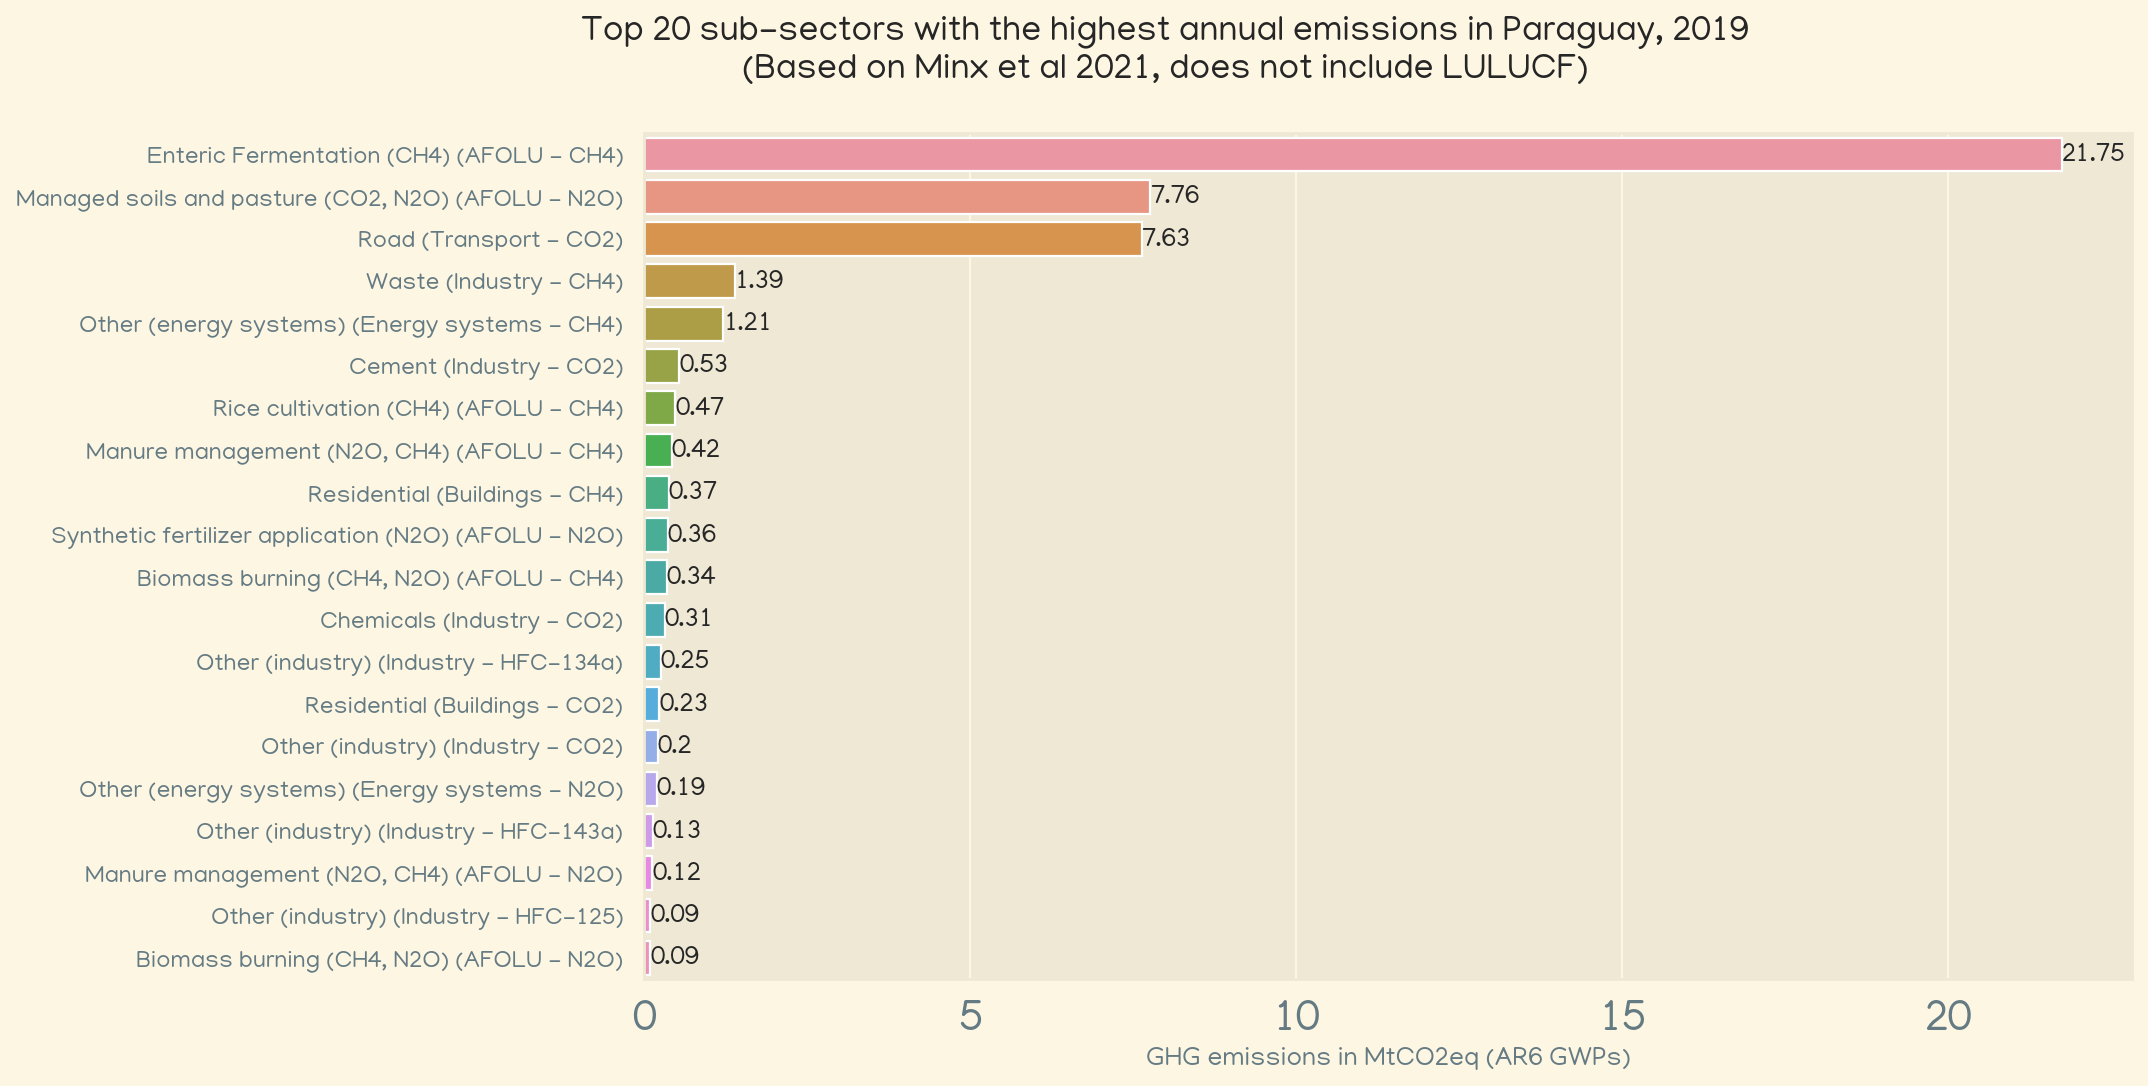 Top 20 sub-sectors with the highest annual emissions in Paraguay, 2019
(Based on Minx et al 2021, does not include LULUCF)
Enteric Fermentation (CH4) (AFOLU - CH4) 21.75
Managed soils and pasture (CO2, N2O) (AFOLU - N2O) 7.76
Road (Transport - CO2) 7.63
Waste (Industry - CH4) 1.39
Other (energy systems) (Energy systems - CH4) 1.21
Cement (Industry - CO2) 0.53
Rice cultivation (CH4) (AFOLU - CH4) 0.47
Manure management (N2O, CH4) (AFOLU - CH4) 0.42
Residential (Buildings - CH4) 0.37
Synthetic fertilizer application (N2O) (AFOLU - N2O) 0.36
Biomass burning (CH4, N2O) (AFOLU - CH4) 0.34
Chemicals (Industry - CO2) 0.31
Other (industry) (Industry - HFC-134a) 0.25
Residential (Buildings - CO2) 0.23
Other (industry) (Industry - CO2) 0.2
Other (energy systems) (Energy systems - N2O) 0.19
Other (industry) (Industry - HFC-143a) 0.13
Manure management (N2O, CH4) (AFOLU - N2O) 0.12
Other (industry) (Industry - HFC-125) 0.09
Biomass burning (CH4, N2O) (AFOLU - N2O) 0.09
0 5 10 15 20
GHG emissions in MtCO2eq (AR6 GWPs)